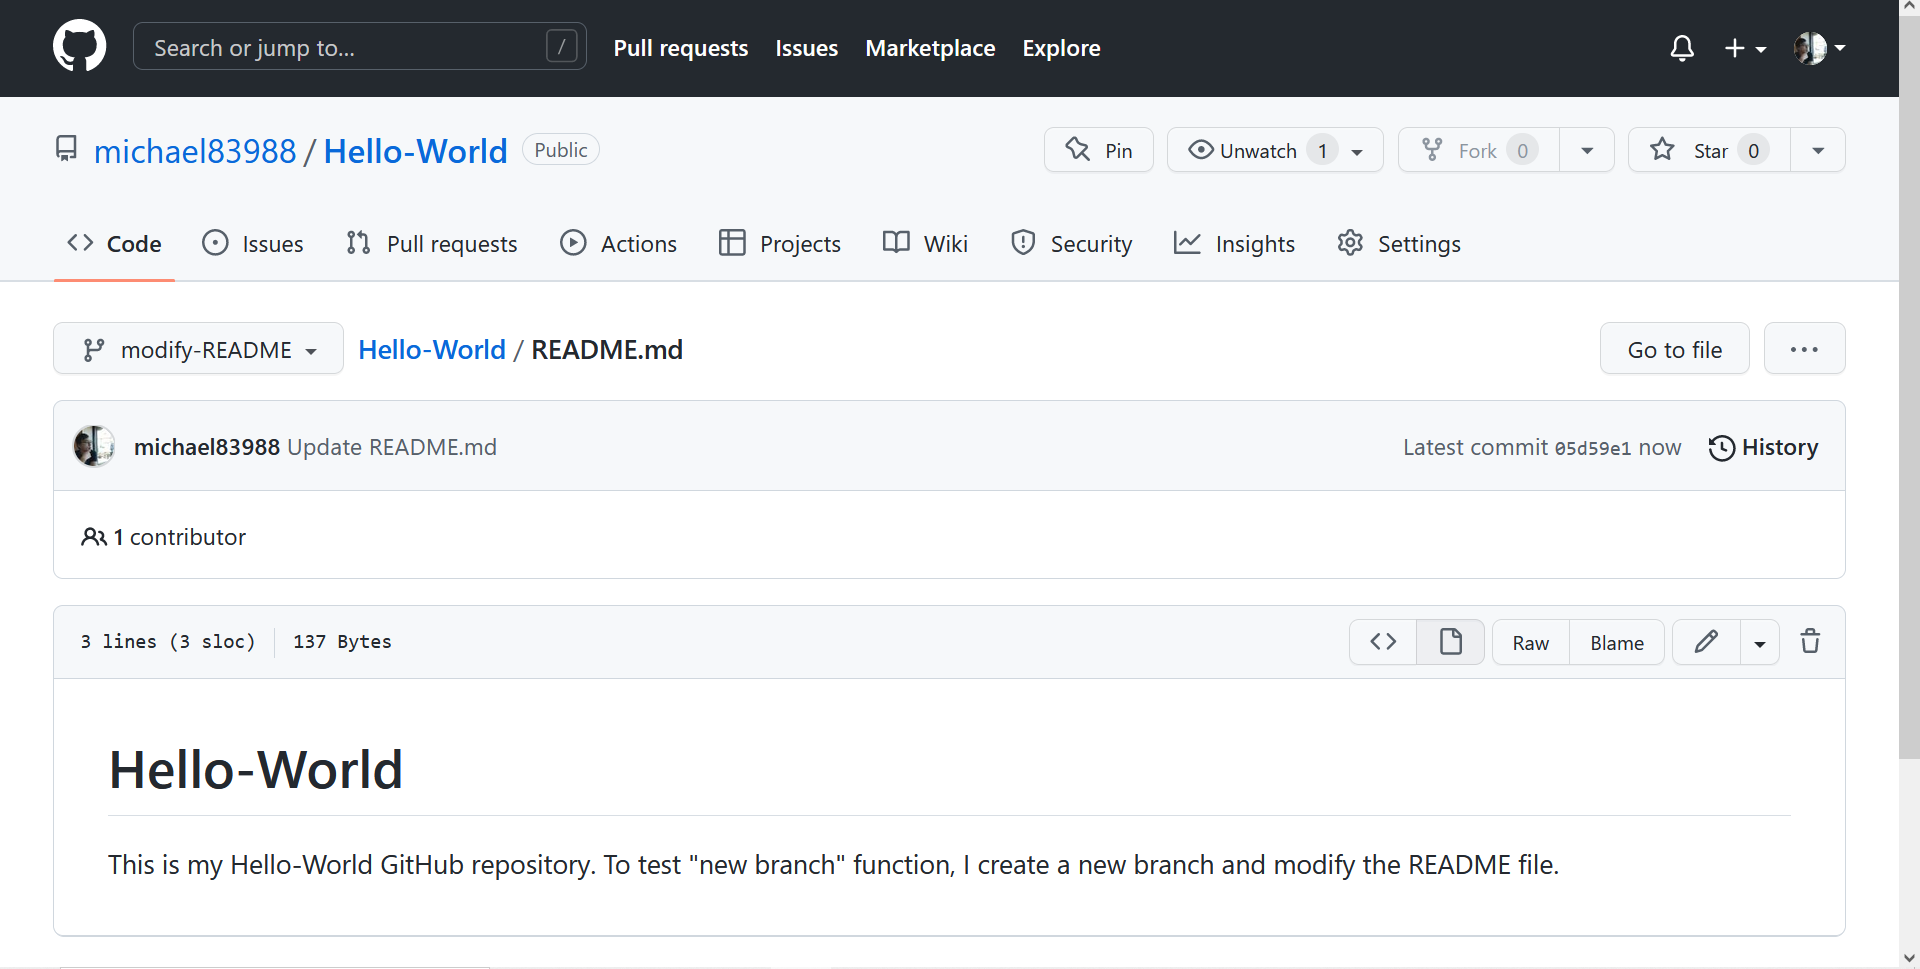 Search or jump to... / Pull requests Issues Marketplace Explore
michael83988 / Hello-World Public Pin Unwatch 1 Fork 0 Star 0
Code Issues Pull requests Actions Projects Wiki Security Insights Settings
modify-README Hello-World / README.md Go to file ...
michael83988 Update README.md Latest commit 05d59e1 now History
1 contributor
3 lines (3 sloc) 137 Bytes Raw Blame
Hello-World
This is my Hello-World GitHub repository. To test "new branch" function, I create a new branch and modify the README file.